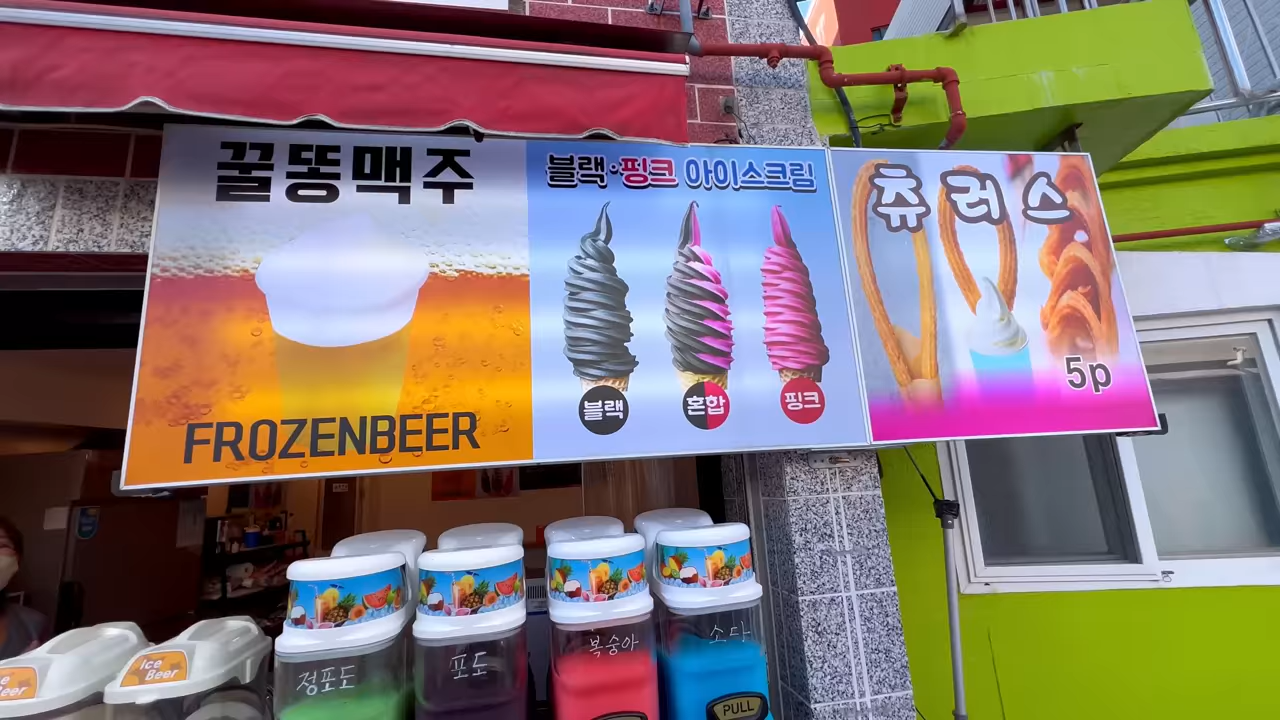 꿀똥맥주
FROZENBEER
블랙·핑크 아이스크림
블랙
혼합
핑크
츄러스
5p
Ice
Beer
Beer
청포도
포도
복숭아
소다
PULL